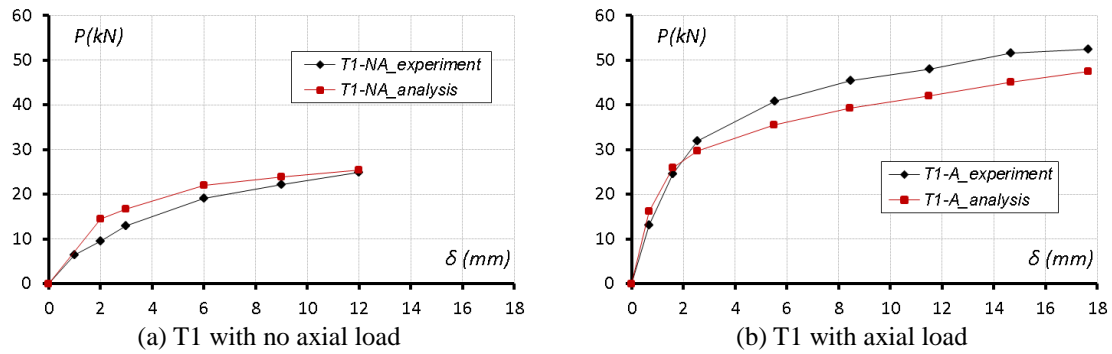 60
50
40
30
20
10
0
P(kN)
T1-NA_experiment
T1-NA_analysis
δ (mm)
0 2 4 6 8 10 12 14 16 18
(a) T1 with no axial load
60
50
40
30
20
10
0
P(kN)
T1-A_experiment
T1-A_analysis
δ (mm)
0 2 4 6 8 10 12 14 16 18
(b) T1 with axial load